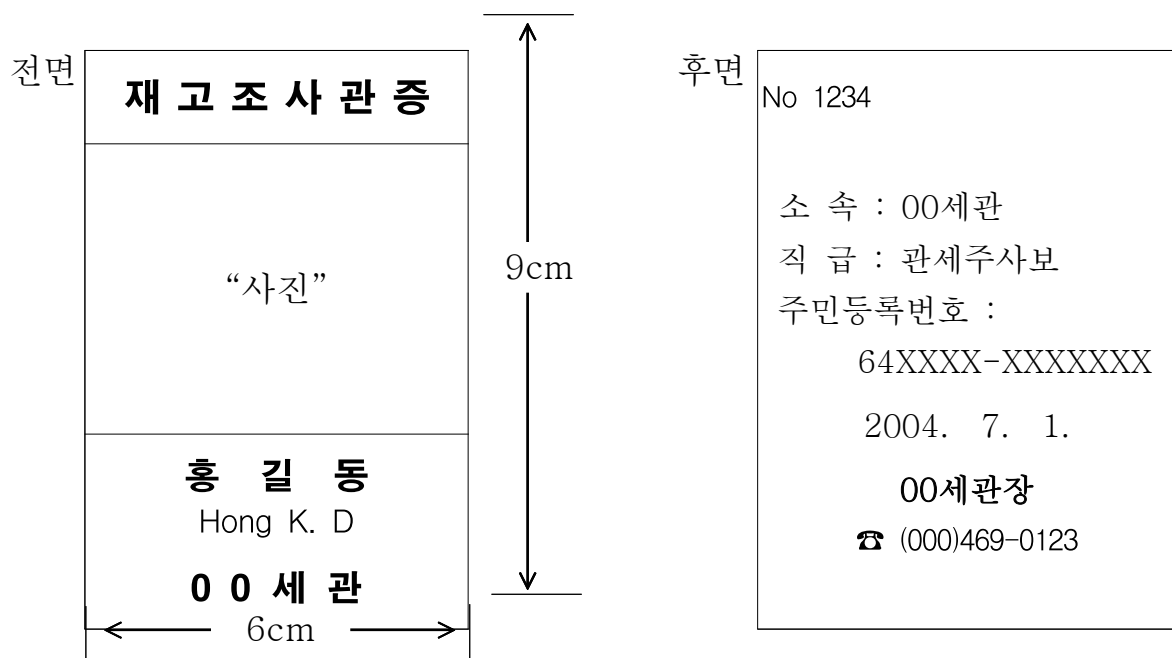 전면
재 고 조 사 관 증
“사진”
홍 길 동
Hong K. D
0 0 세 관
6cm
9cm
후면
No 1234
소 속 : 00세관
직 급 : 관세주사보
주민등록번호 :
64XXXX-XXXXXXX
2004. 7. 1.
00세관장
☎ (000)469-0123